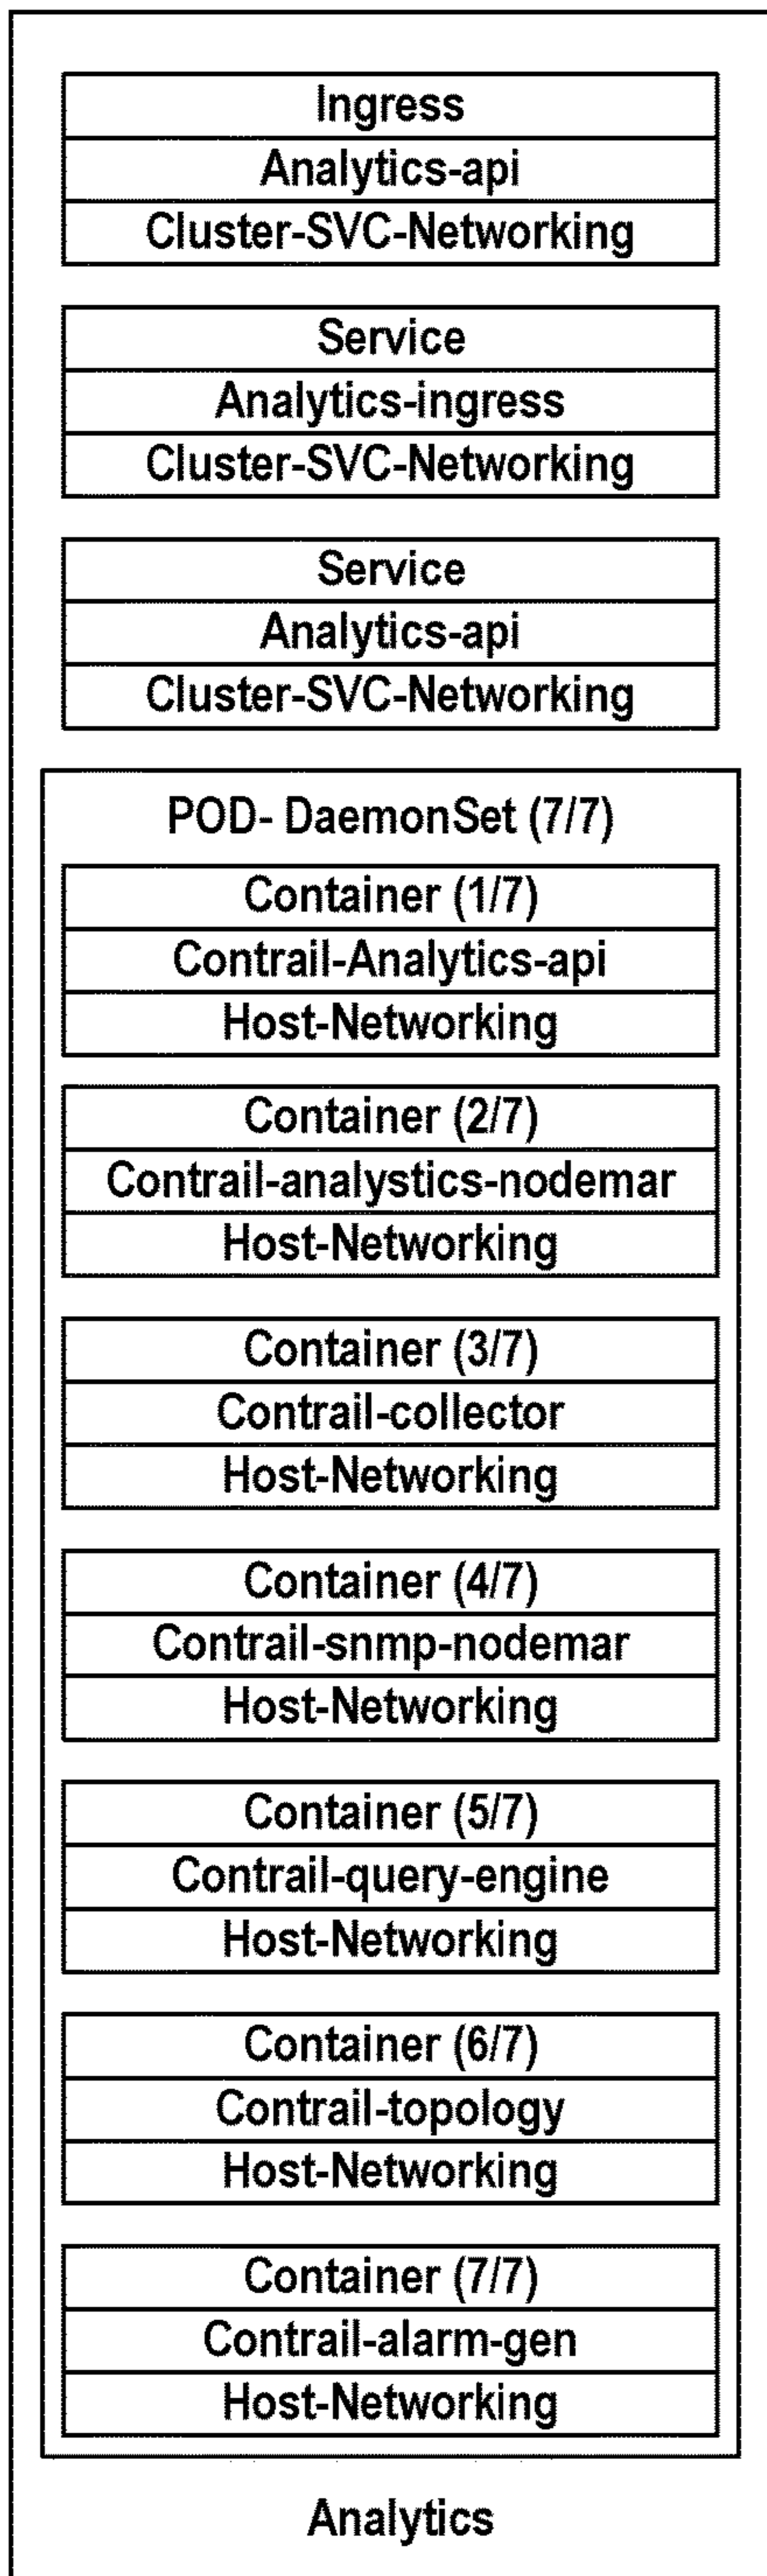 Ingress
Analytics-api
Cluster-SVC-Networking
Service
Analytics-ingress
Cluster-SVC-Networking
Service
Analytics-api
Cluster-SVC-Networking
POD- DaemonSet (7/7)
Container (1/7)
Contrail-Analytics-api
Host-Networking
Container (2/7)
Contrail-analystics-nodemar
Host-Networking
Container (3/7)
Contrail-collector
Host-Networking
Container (4/7)
Contrail-snmp-nodemar
Host-Networking
Container (5/7)
Contrail-query-engine
Host-Networking
Container (6/7)
Contrail-topology
Host-Networking
Container (7/7)
Contrail-alarm-gen
Host-Networking
Analytics